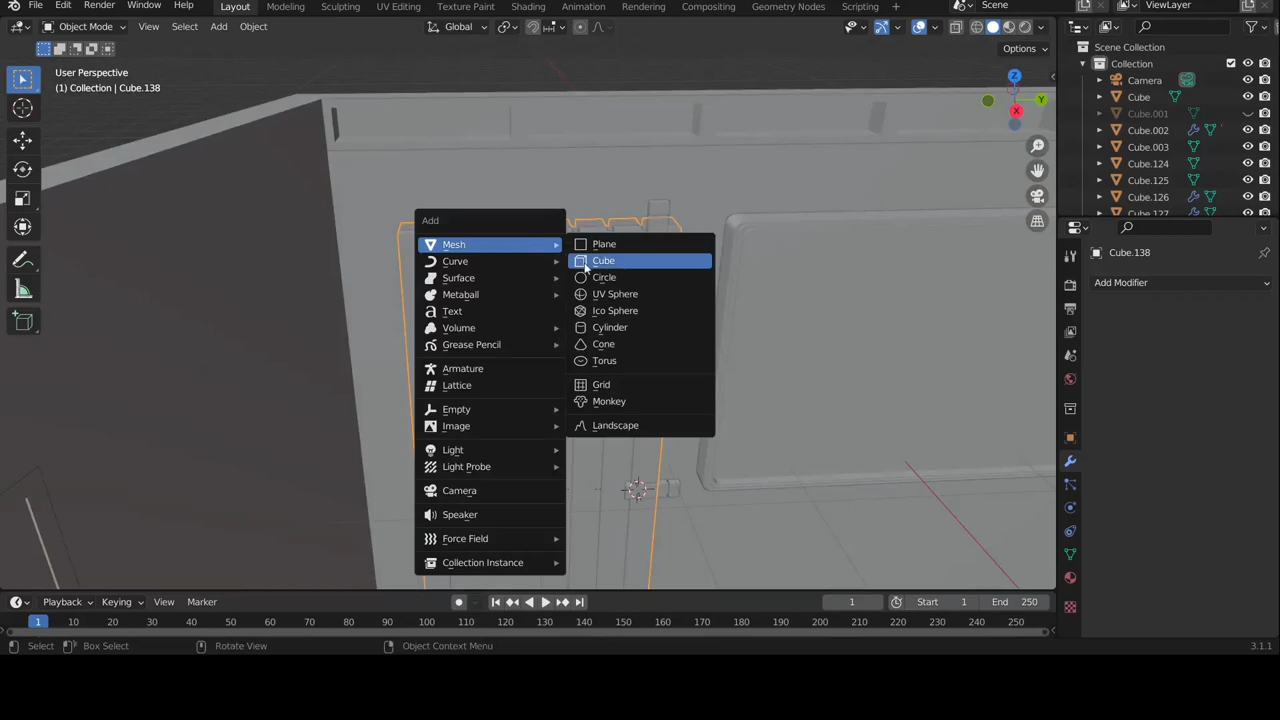 File Edit Render Window Help Layout Modeling Sculpting UV Editing Texture Paint Shading Animation Rendering Compositing Geometry Nodes Scripting + Scene ViewLayer
Object Mode View Select Add Object Global
Options
User Perspective
(1) Collection | Cube.138
Z
Y
X
Scene Collection
Collection
Camera
Cube
Cube.001
Cube.002
Cube.003
Cube.124
Cube.125
Cube.126
Cube.127
Cube.138
Add Modifier
Add
Mesh
Curve
Surface
Metaball
Text
Volume
Grease Pencil
Armature
Lattice
Empty
Image
Light
Light Probe
Camera
Speaker
Force Field
Collection Instance
Plane
Cube
Circle
UV Sphere
Ico Sphere
Cylinder
Cone
Torus
Grid
Monkey
Landscape
Playback Keying View Marker 1 Start 1 End 250
1 10 20 30 40 50 60 70 80 90 100 110 120 130 140 150 160 170 180 190 200 210 220 230 240 250
Select Box Select Rotate View Object Context Menu 3.1.1